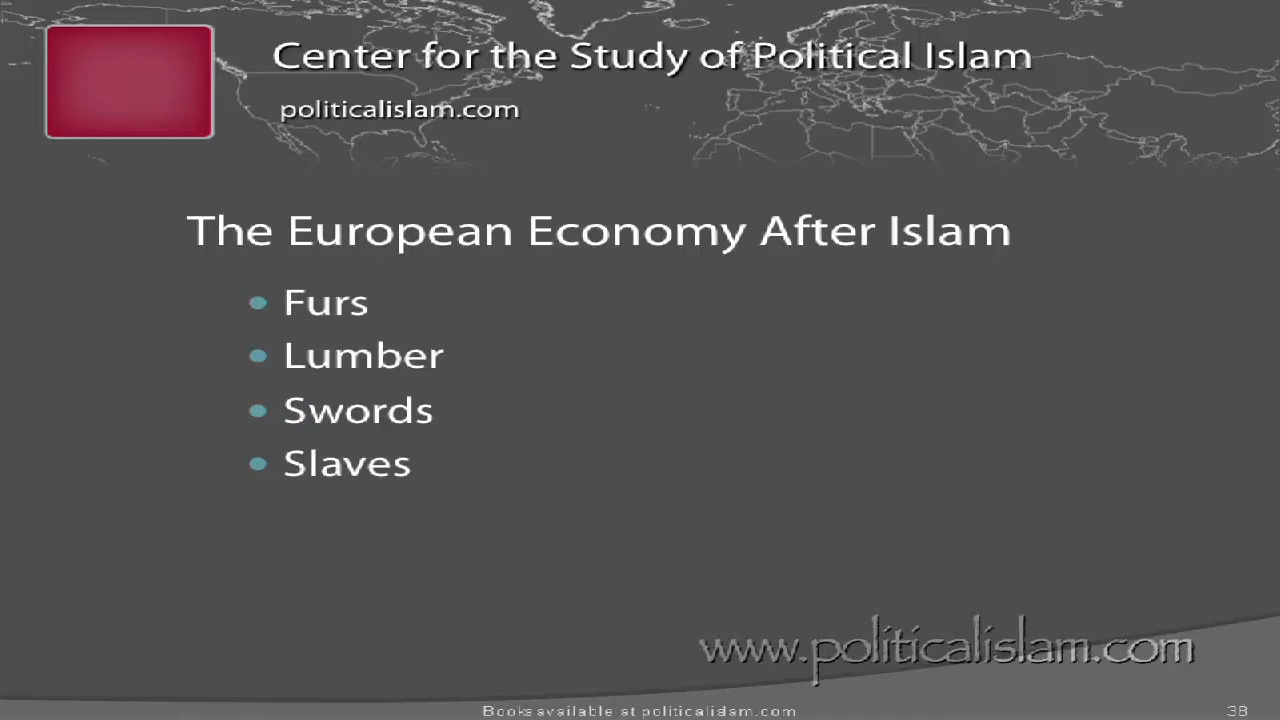 Center for the Study of Political Islam
politicalislam.com
The European Economy After Islam
• Furs
• Lumber
• Swords
• Slaves
www.politicalislam.com
Books available at politicalislam.com
38